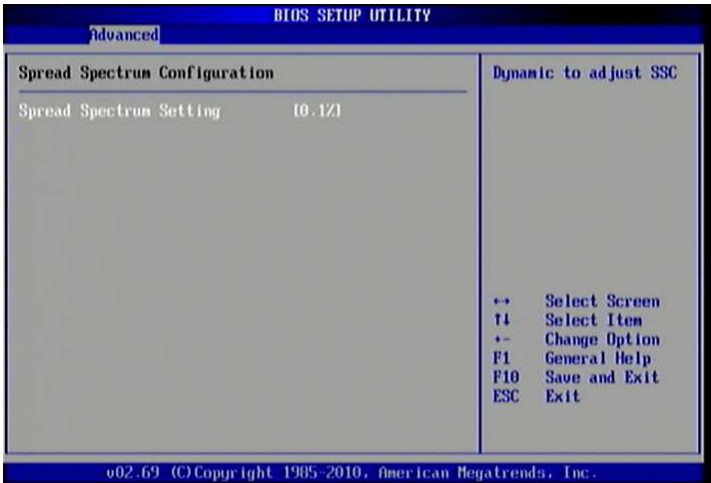 BIOS SETUP UTILITY
Advanced
Spread Spectrum Configuration
Spread Spectrum Setting [0.1%]
Dynamic to adjust SSC
↔ Select Screen
↑↓ Select Item
+- Change Option
F1 General Help
F10 Save and Exit
ESC Exit
v02.69 (C)Copyright 1985-2010, American Megatrends, Inc.